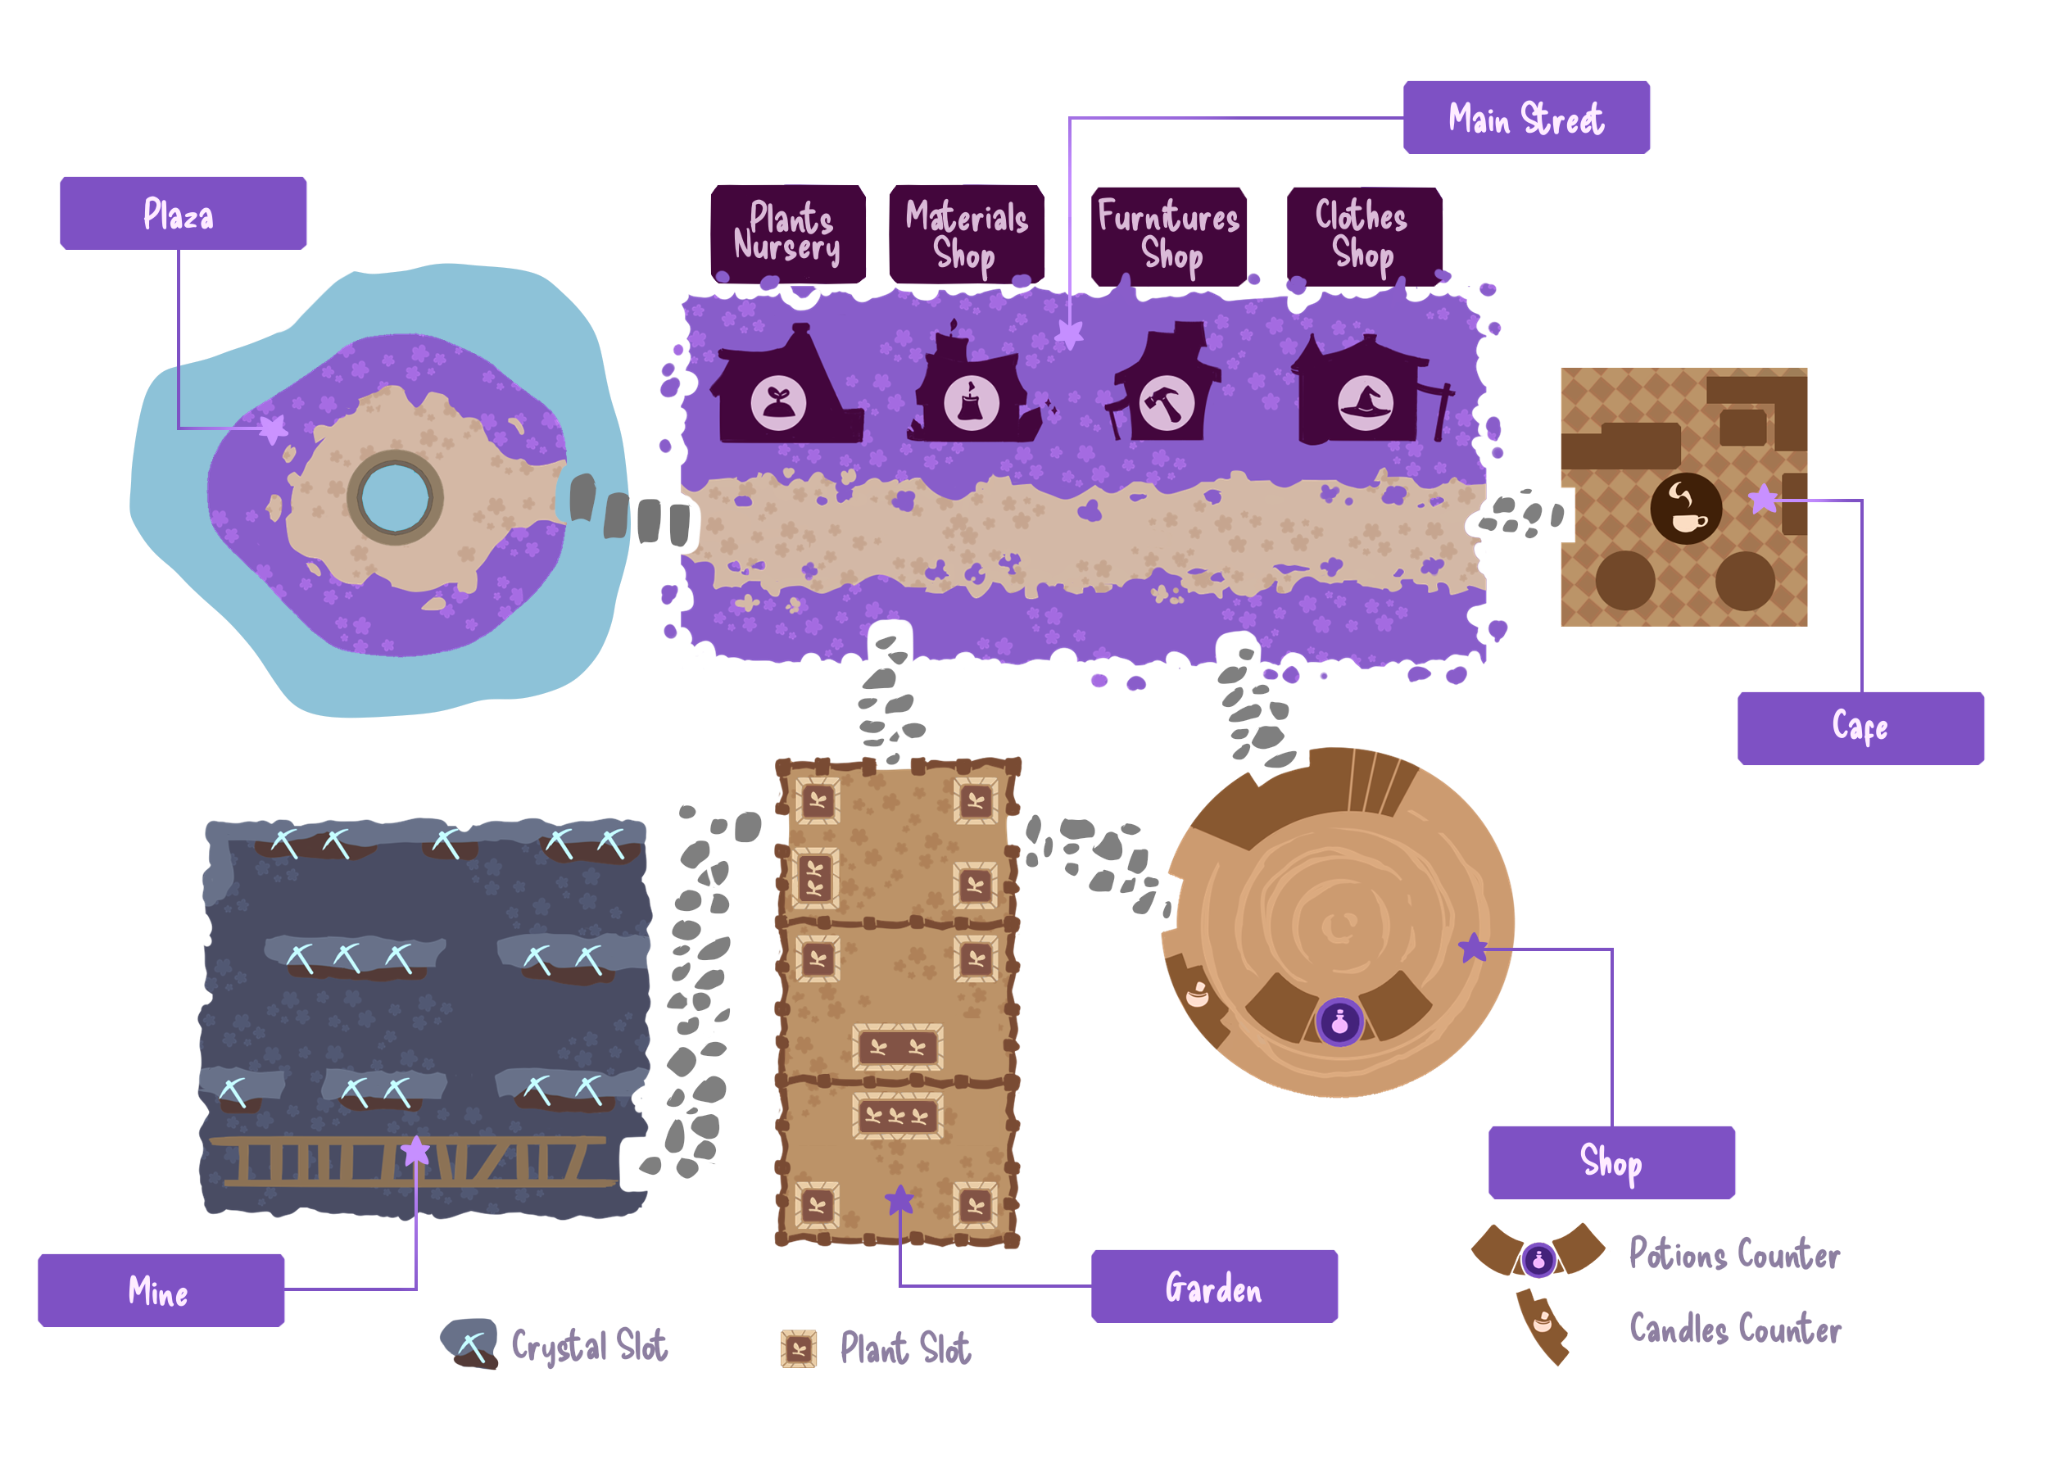 Main Street
Plaza
Plants
Nursery
Materials
Shop
Furnitures
Shop
Clothes
Shop
Cafe
Shop
Mine
Garden
Potions Counter
Candles Counter
Crystal Slot
Plant Slot